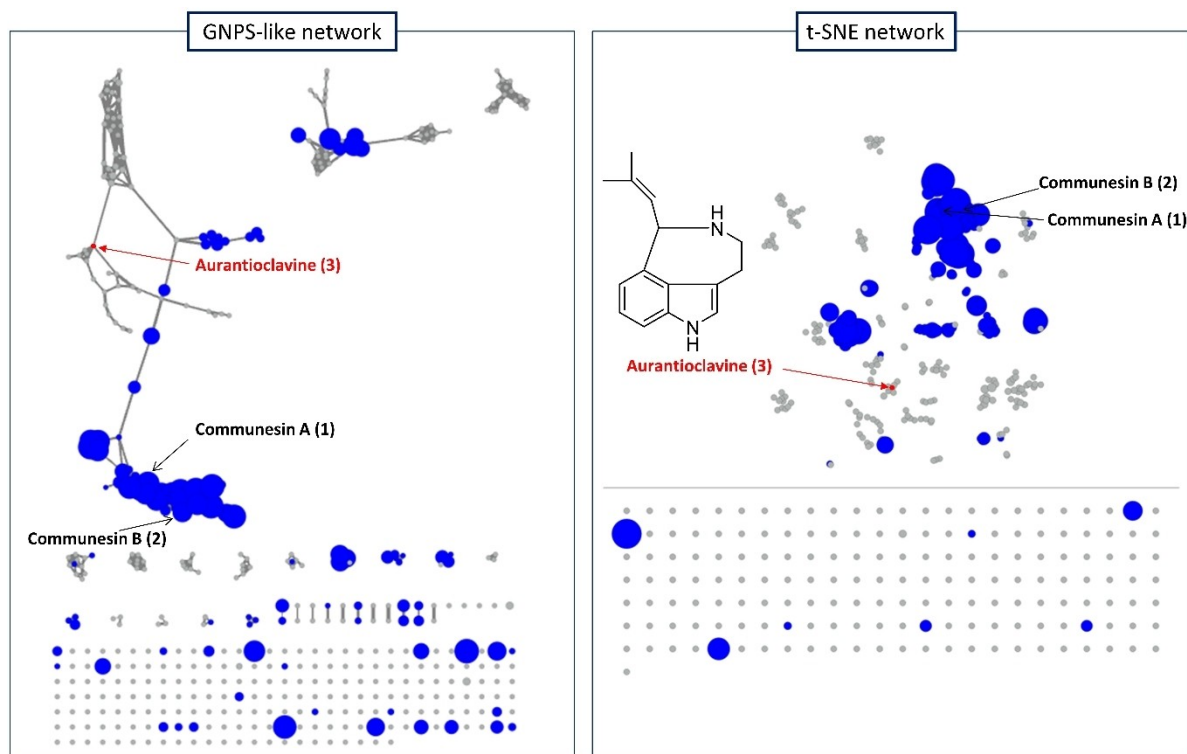 GNPS-like network
Aurantioclavine (3)
Communesin A (1)
Communesin B (2)
t-SNE network
Communesin B (2)
Communesin A (1)
H
N
N
H
Aurantioclavine (3)